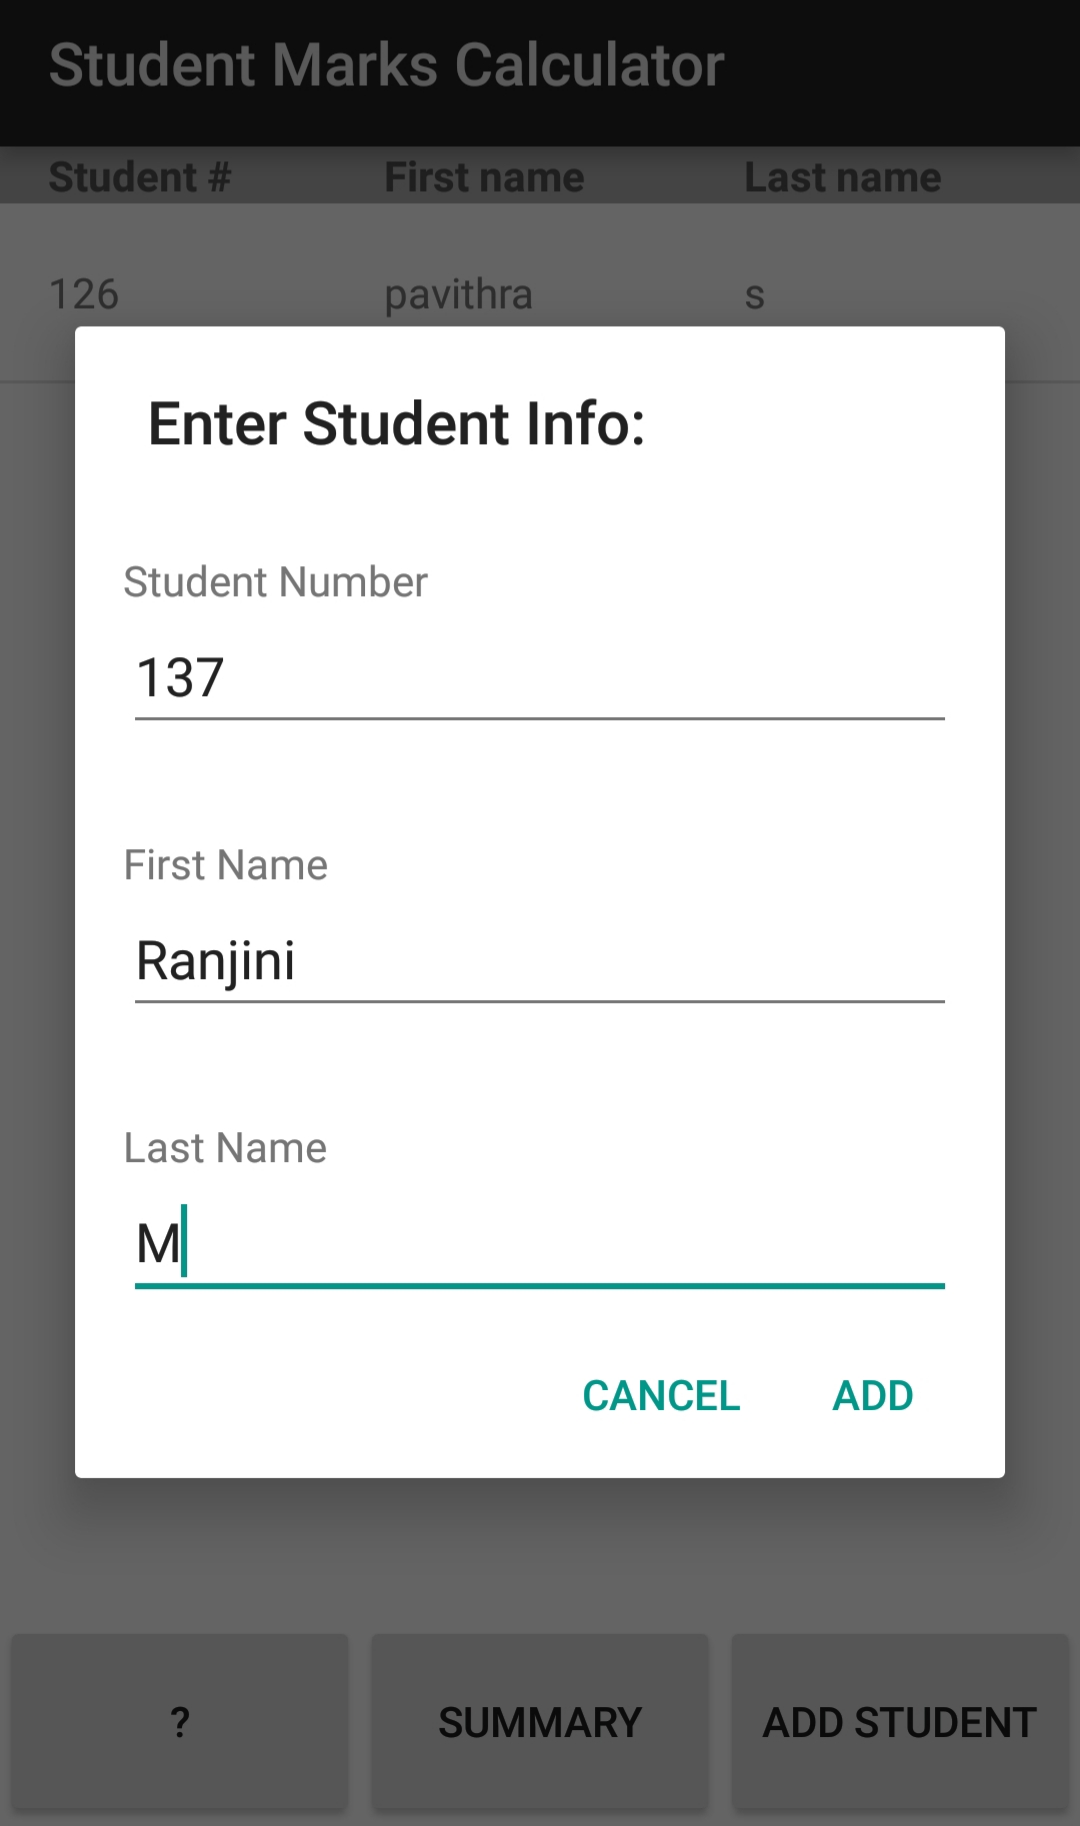 Student Marks Calculator
Student # First name Last name
126 pavithra s
Enter Student Info:
Student Number
137
First Name
Ranjini
Last Name
M
CANCEL ADD
? SUMMARY ADD STUDENT